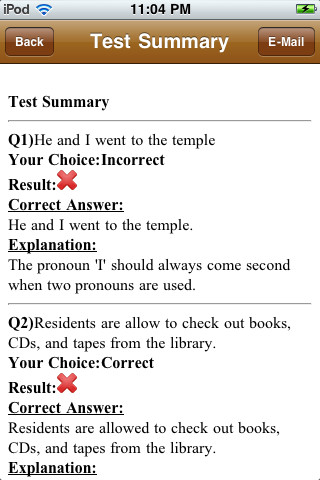 iPod 11:04 PM
Back Test Summary E-Mail
Test Summary
Q1)He and I went to the temple
Your Choice:Incorrect
Result:
Correct Answer:
He and I went to the temple.
Explanation:
The pronoun 'I' should always come second
when two pronouns are used.
Q2)Residents are allow to check out books,
CDs, and tapes from the library.
Your Choice:Correct
Result:
Correct Answer:
Residents are allowed to check out books,
CDs, and tapes from the library.
Explanation: